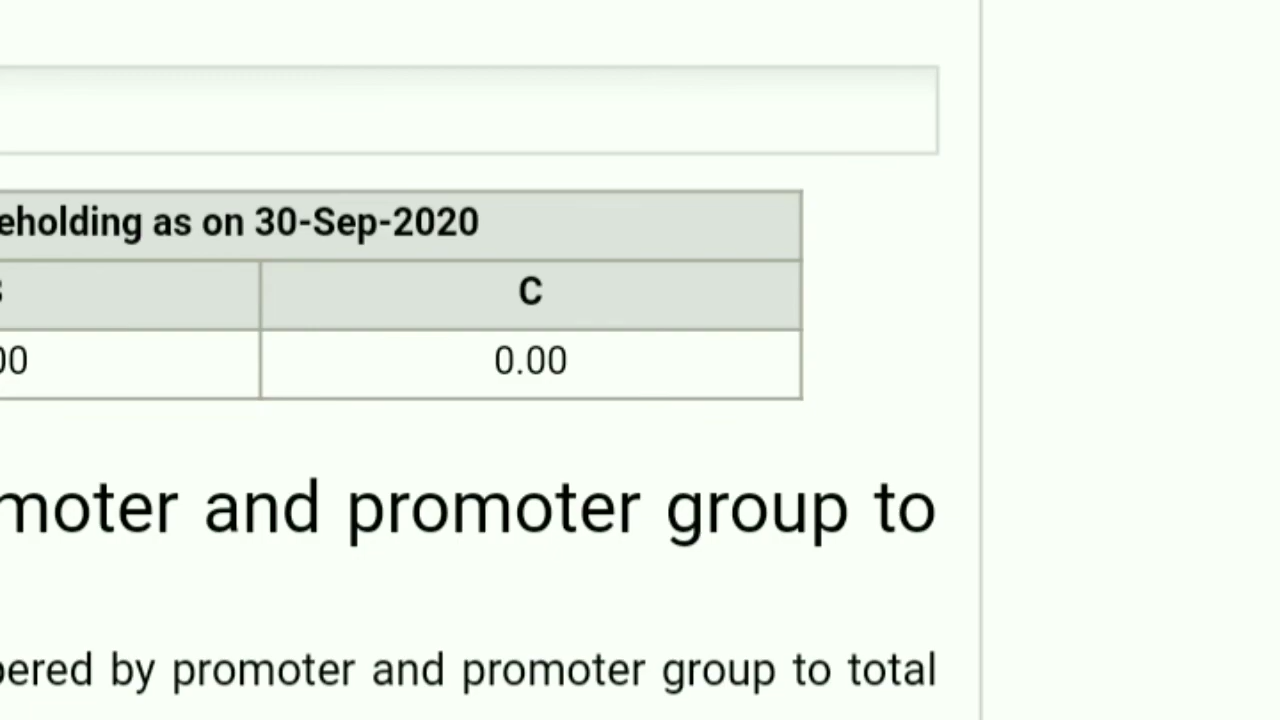 eholding as on 30-Sep-2020
C
00 0.00
moter and promoter group to
ered by promoter and promoter group to total